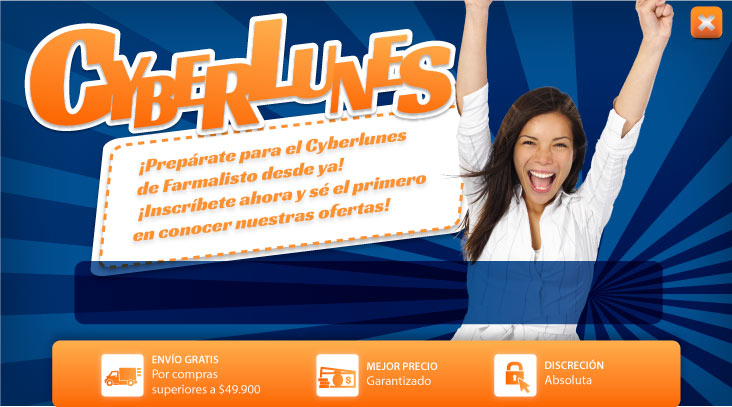 CYBERLUNES
¡Prepárate para el Cyberlunes
de Farmalisto desde ya!
¡Inscríbete ahora y sé el primero
en conocer nuestras ofertas!
ENVÍO GRATIS
Por compras
superiores a $49.900
MEJOR PRECIO
Garantizado
DISCRECIÓN
Absoluta